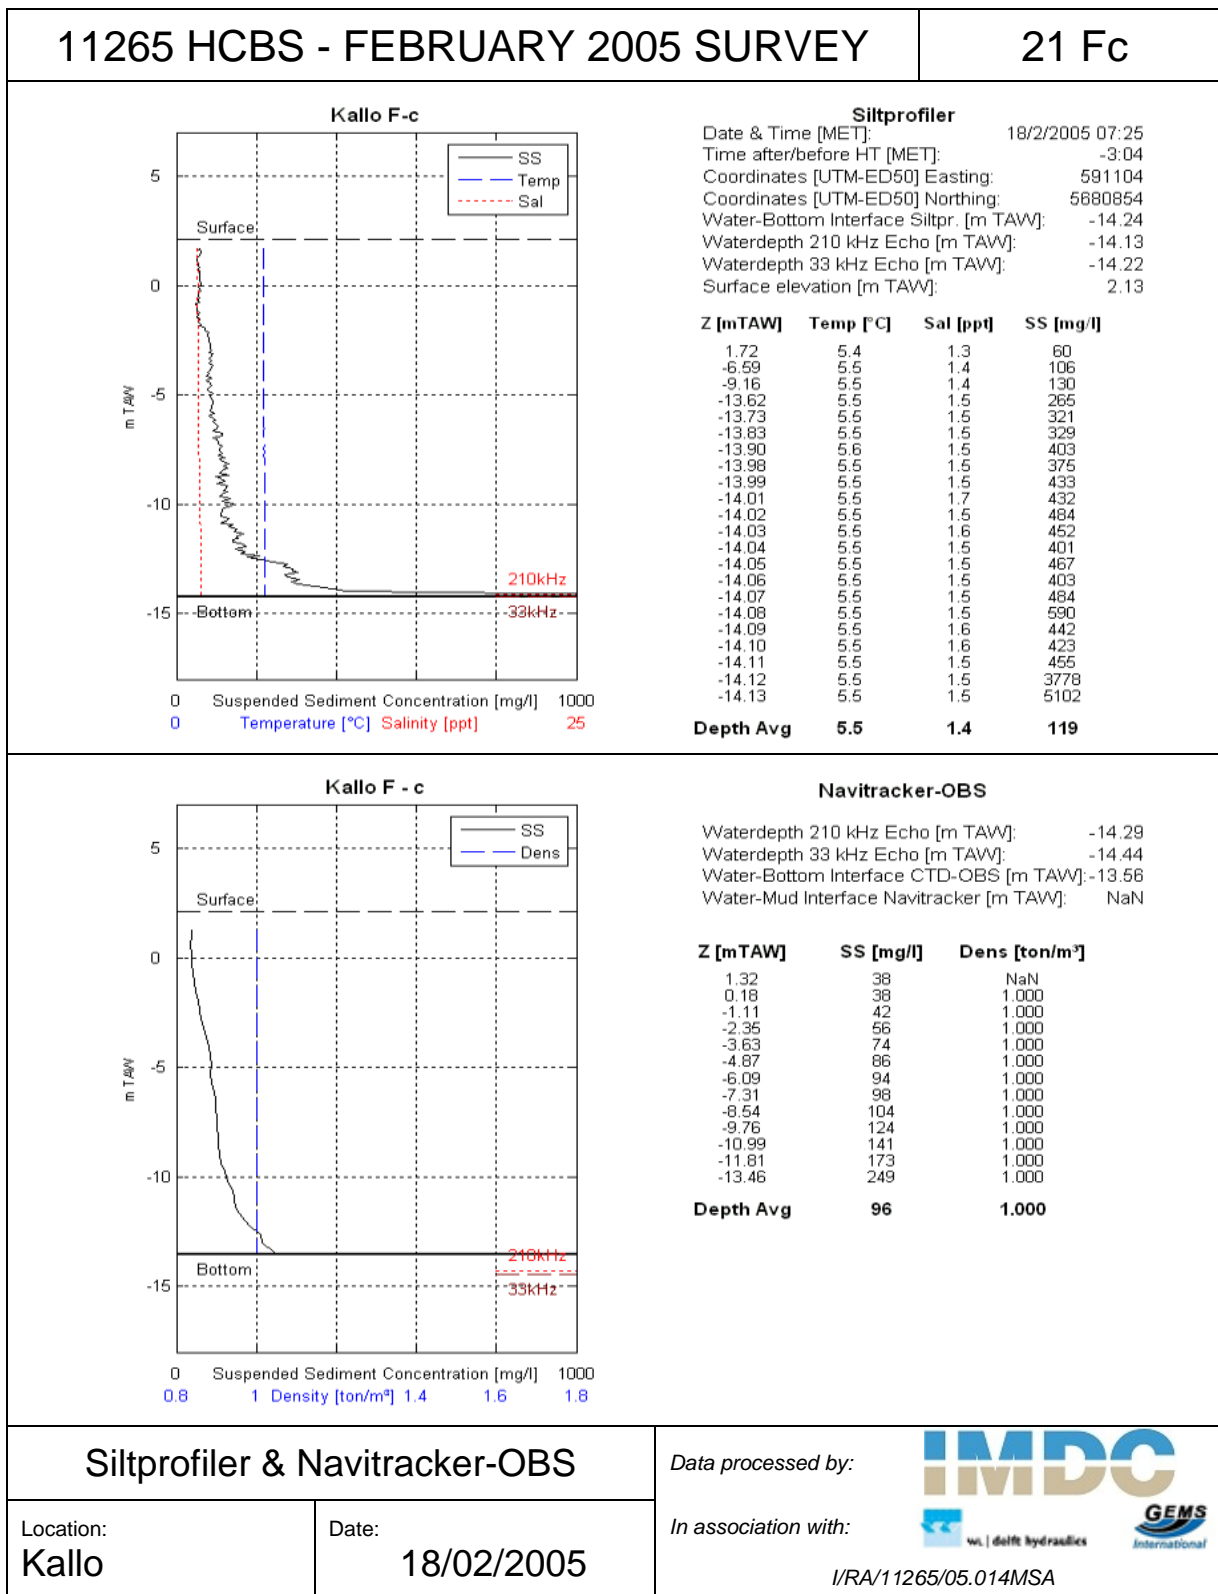 11265 HCBS - FEBRUARY 2005 SURVEY
21 Fc
Kallo F-c
SS
Temp
Sal
5
0
-5
-10
-15
m TAW
Surface
Bottom
210kHz
33kHz
0 Suspended Sediment Concentration [mg/l] 1000
0 Temperature [°C] Salinity [ppt] 25
Siltprofiler
Date & Time [MET]: 18/2/2005 07:25
Time after/before HT [MET]: -3:04
Coordinates [UTM-ED50] Easting: 591104
Coordinates [UTM-ED50] Northing: 5680854
Water-Bottom Interface Siltpr. [m TAW]: -14.24
Waterdepth 210 kHz Echo [m TAW]: -14.13
Waterdepth 33 kHz Echo [m TAW]: -14.22
Surface elevation [m TAW]: 2.13
Z [mTAW] Temp [°C] Sal [ppt] SS [mg/l]
1.72 5.4 1.3 60
-6.59 5.5 1.4 106
-9.16 5.5 1.4 130
-13.62 5.5 1.5 265
-13.73 5.5 1.5 321
-13.83 5.5 1.5 329
-13.90 5.6 1.5 403
-13.98 5.5 1.5 375
-13.99 5.5 1.5 433
-14.01 5.5 1.7 432
-14.02 5.5 1.5 484
-14.03 5.5 1.6 452
-14.04 5.5 1.5 401
-14.05 5.5 1.5 467
-14.06 5.5 1.5 403
-14.07 5.5 1.5 484
-14.08 5.5 1.5 590
-14.09 5.5 1.6 442
-14.10 5.5 1.6 423
-14.11 5.5 1.5 455
-14.12 5.5 1.5 3778
-14.13 5.5 1.5 5102
Depth Avg 5.5 1.4 119
Kallo F - c
SS
Dens
5
0
-5
-10
-15
m TAW
Surface
Bottom
210kHz
33kHz
0 Suspended Sediment Concentration [mg/l] 1000
0.8 1 Density [ton/m³] 1.4 1.6 1.8
Navitracker-OBS
Waterdepth 210 kHz Echo [m TAW]: -14.29
Waterdepth 33 kHz Echo [m TAW]: -14.44
Water-Bottom Interface CTD-OBS [m TAW]:-13.56
Water-Mud Interface Navitracker [m TAW]: NaN
Z [mTAW] SS [mg/l] Dens [ton/m³]
1.32 38 NaN
0.18 38 1.000
-1.11 42 1.000
-2.35 56 1.000
-3.63 74 1.000
-4.87 86 1.000
-6.09 94 1.000
-7.31 98 1.000
-8.54 104 1.000
-9.76 124 1.000
-10.99 141 1.000
-11.81 173 1.000
-13.46 249 1.000
Depth Avg 96 1.000
Siltprofiler & Navitracker-OBS
Location:
Kallo
Date:
18/02/2005
Data processed by:
IMDC
In association with:
wL | delft hydraulics
GEMS
International
I/RA/11265/05.014MSA